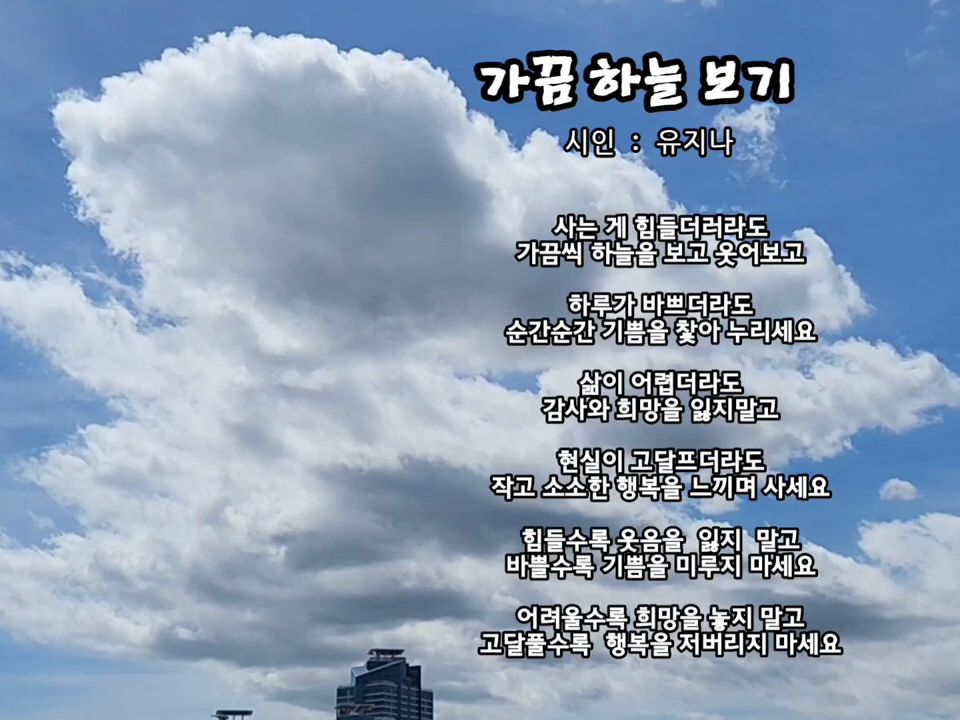 가끔 하늘 보기
시인 : 유지나
사는 게 힘들더러라도
가끔씩 하늘을 보고 웃어보고
하루가 바쁘더라도
순간순간 기쁨을 찾아 누리세요
삶이 어렵더라도
감사와 희망을 잃지말고
현실이 고달프더라도
작고 소소한 행복을 느끼며 사세요
힘들수록 웃음을 잃지 말고
바쁠수록 기쁨을 미루지 마세요
어려울수록 희망을 놓지 말고
고달풀수록 행복을 저버리지 마세요